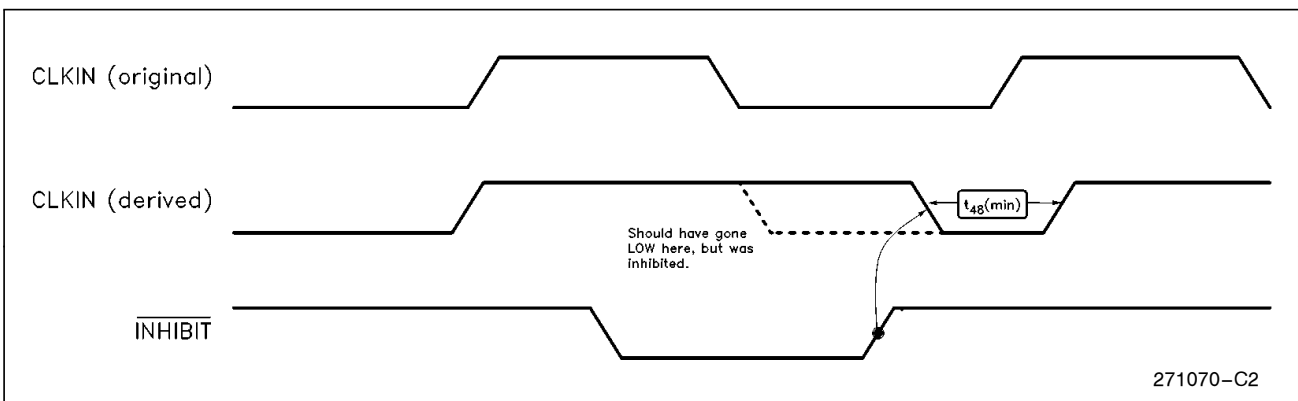 CLKIN (original)
CLKIN (derived)
t48(min)
Should have gone
LOW here, but was
inhibited.
INHIBIT
271070–C2